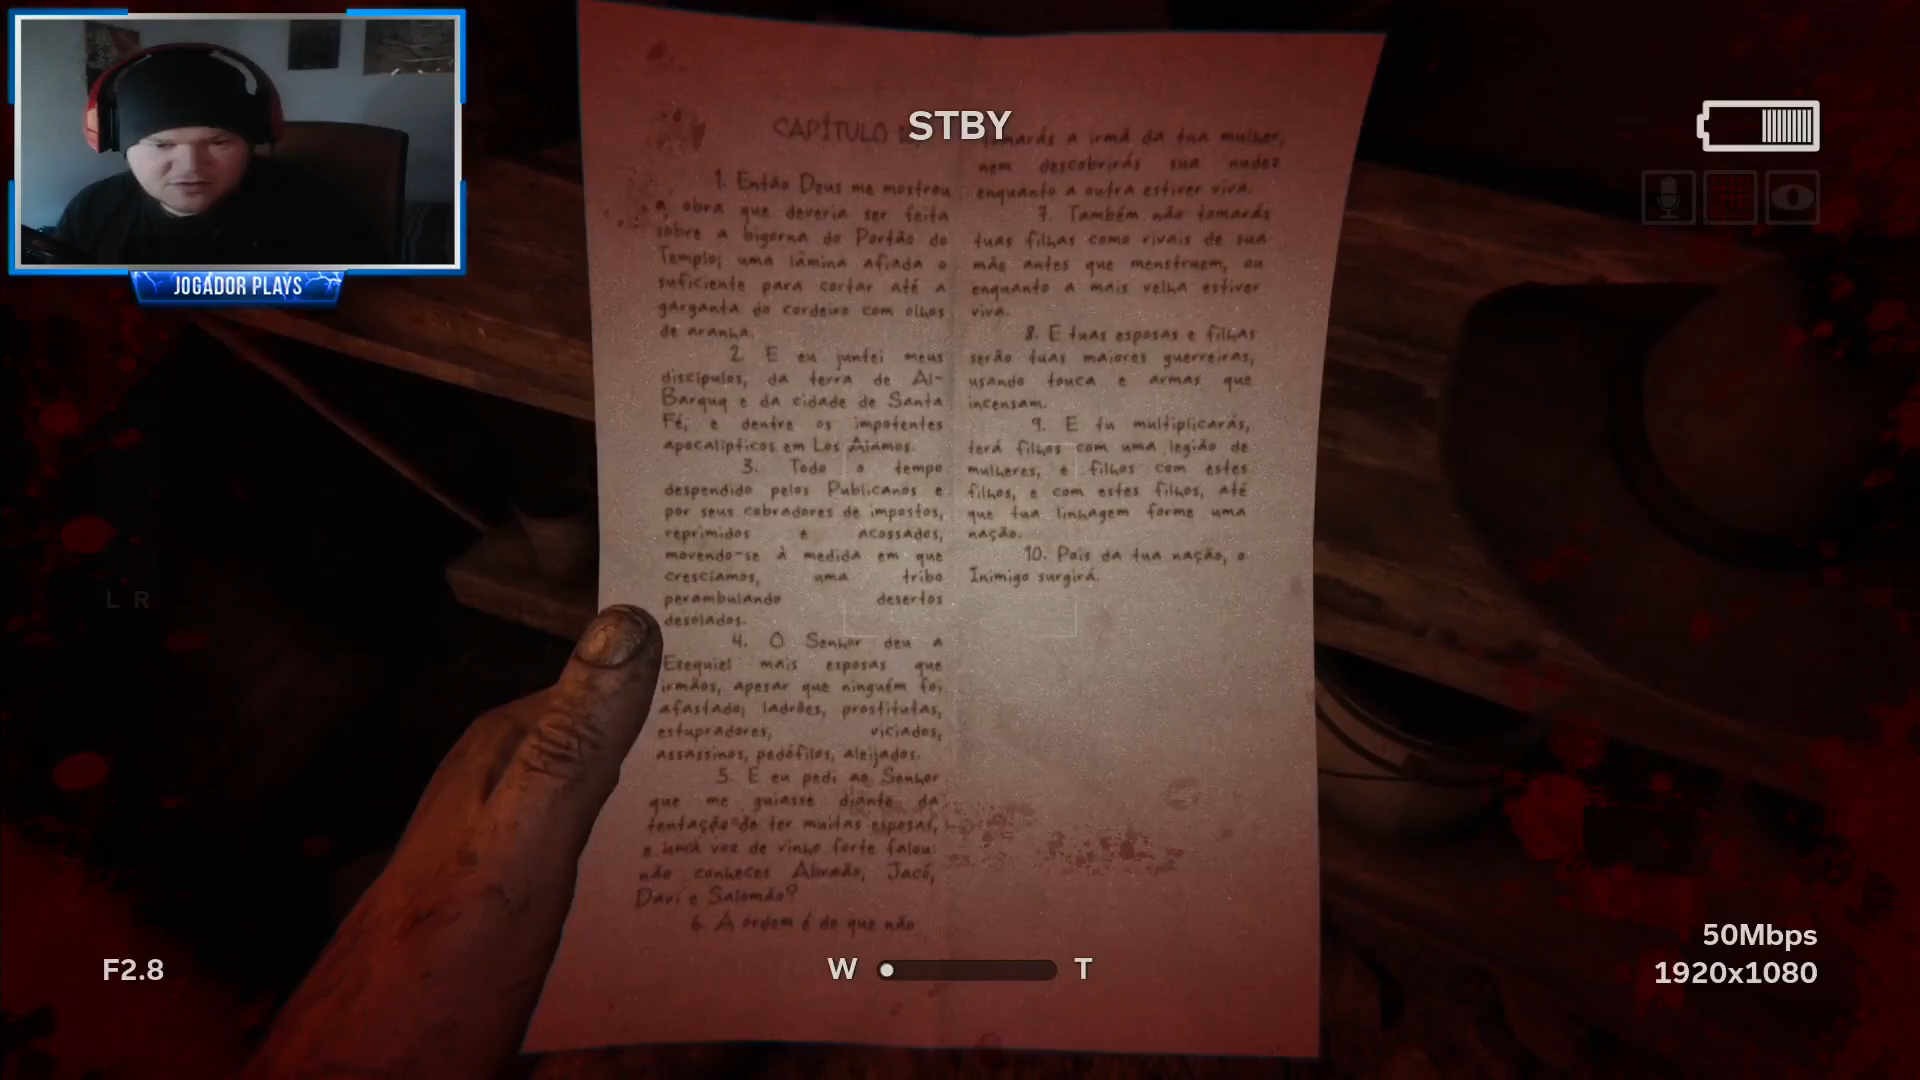 JOGADOR PLAYS
STBY
CAPÍTULO
1. Então Deus me mostrou
a obra que deveria ser feita
sobre a bigorna do Portão do
Templo; uma lâmina afiada o
suficiente para cortar até a
garganta do cordeiro com olhos
de aranha.
2. E eu juntei meus
discípulos, da terra de Al-
Barquq e da cidade de Santa
Fé, e dentre os impotentes
apocalípticos em Los Álamos.
3. Todo o tempo
despendido pelos Publicanos e
por seus cobradores de impostos,
reprimidos e acossados,
movendo-se à medida em que
crescíamos, uma tribo
perambulando desertos
desolados.
4. O Senhor deu a
Ezequiel mais esposas que
irmãos, apesar que ninguém foi
afastado; ladrões, prostitutas,
estupradores, viciados,
assassinos, pedófilos, aleijados.
5. E eu pedi ao Senhor
que me guiasse diante da
tentação de ter muitas esposas,
e uma voz de vinho forte falou:
não conheces Abraão, Jacó,
Davi e Salomão?
6. A ordem é de que não
tomarás a irmã da tua mulher,
nem descobrirás sua nudez
enquanto a outra estiver viva.
7. Também não tomarás
tuas filhas como rivais de sua
mãe antes que menstruem, ou
enquanto a mais velha estiver
viva.
8. E tuas esposas e filhas
serão tuas maiores guerreiras,
usando touca e armas que
incensam.
9. E tu multiplicarás,
terá filhos com uma legião de
mulheres, e filhos com estes
filhos, e com estes filhos, até
que tua linhagem forme uma
nação.
10. Pois da tua nação, o
Inimigo surgirá.
L R
F2.8
W T
50Mbps
1920x1080